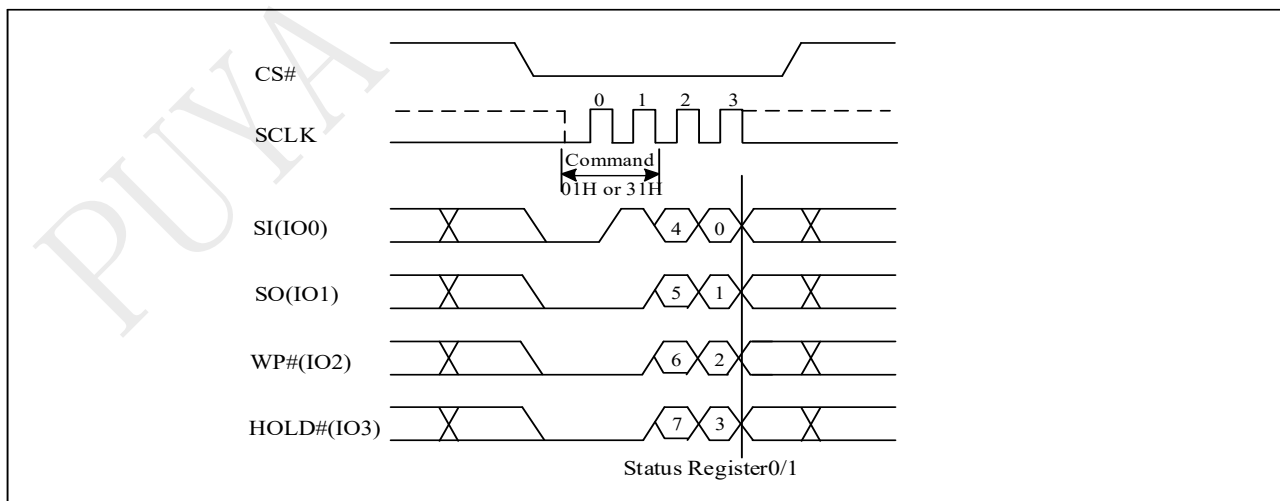 PUYA
CS#
0 1 2 3
SCLK
Command
01H or 31H
SI(IO0) 4 0
SO(IO1) 5 1
WP#(IO2) 6 2
HOLD#(IO3) 7 3
Status Register0/1